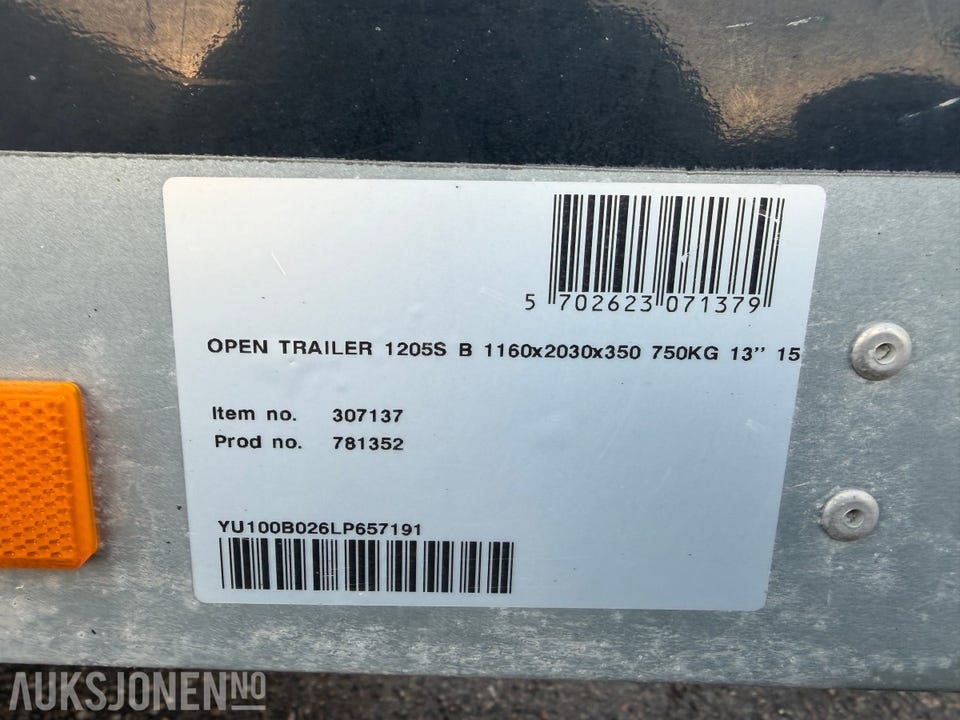 5 702623 071379
OPEN TRAILER 1205S B 1160x2030x350 750KG 13" 15
Item no. 307137
Prod no. 781352
YU100B026LP657191
AUKSJONEN NO